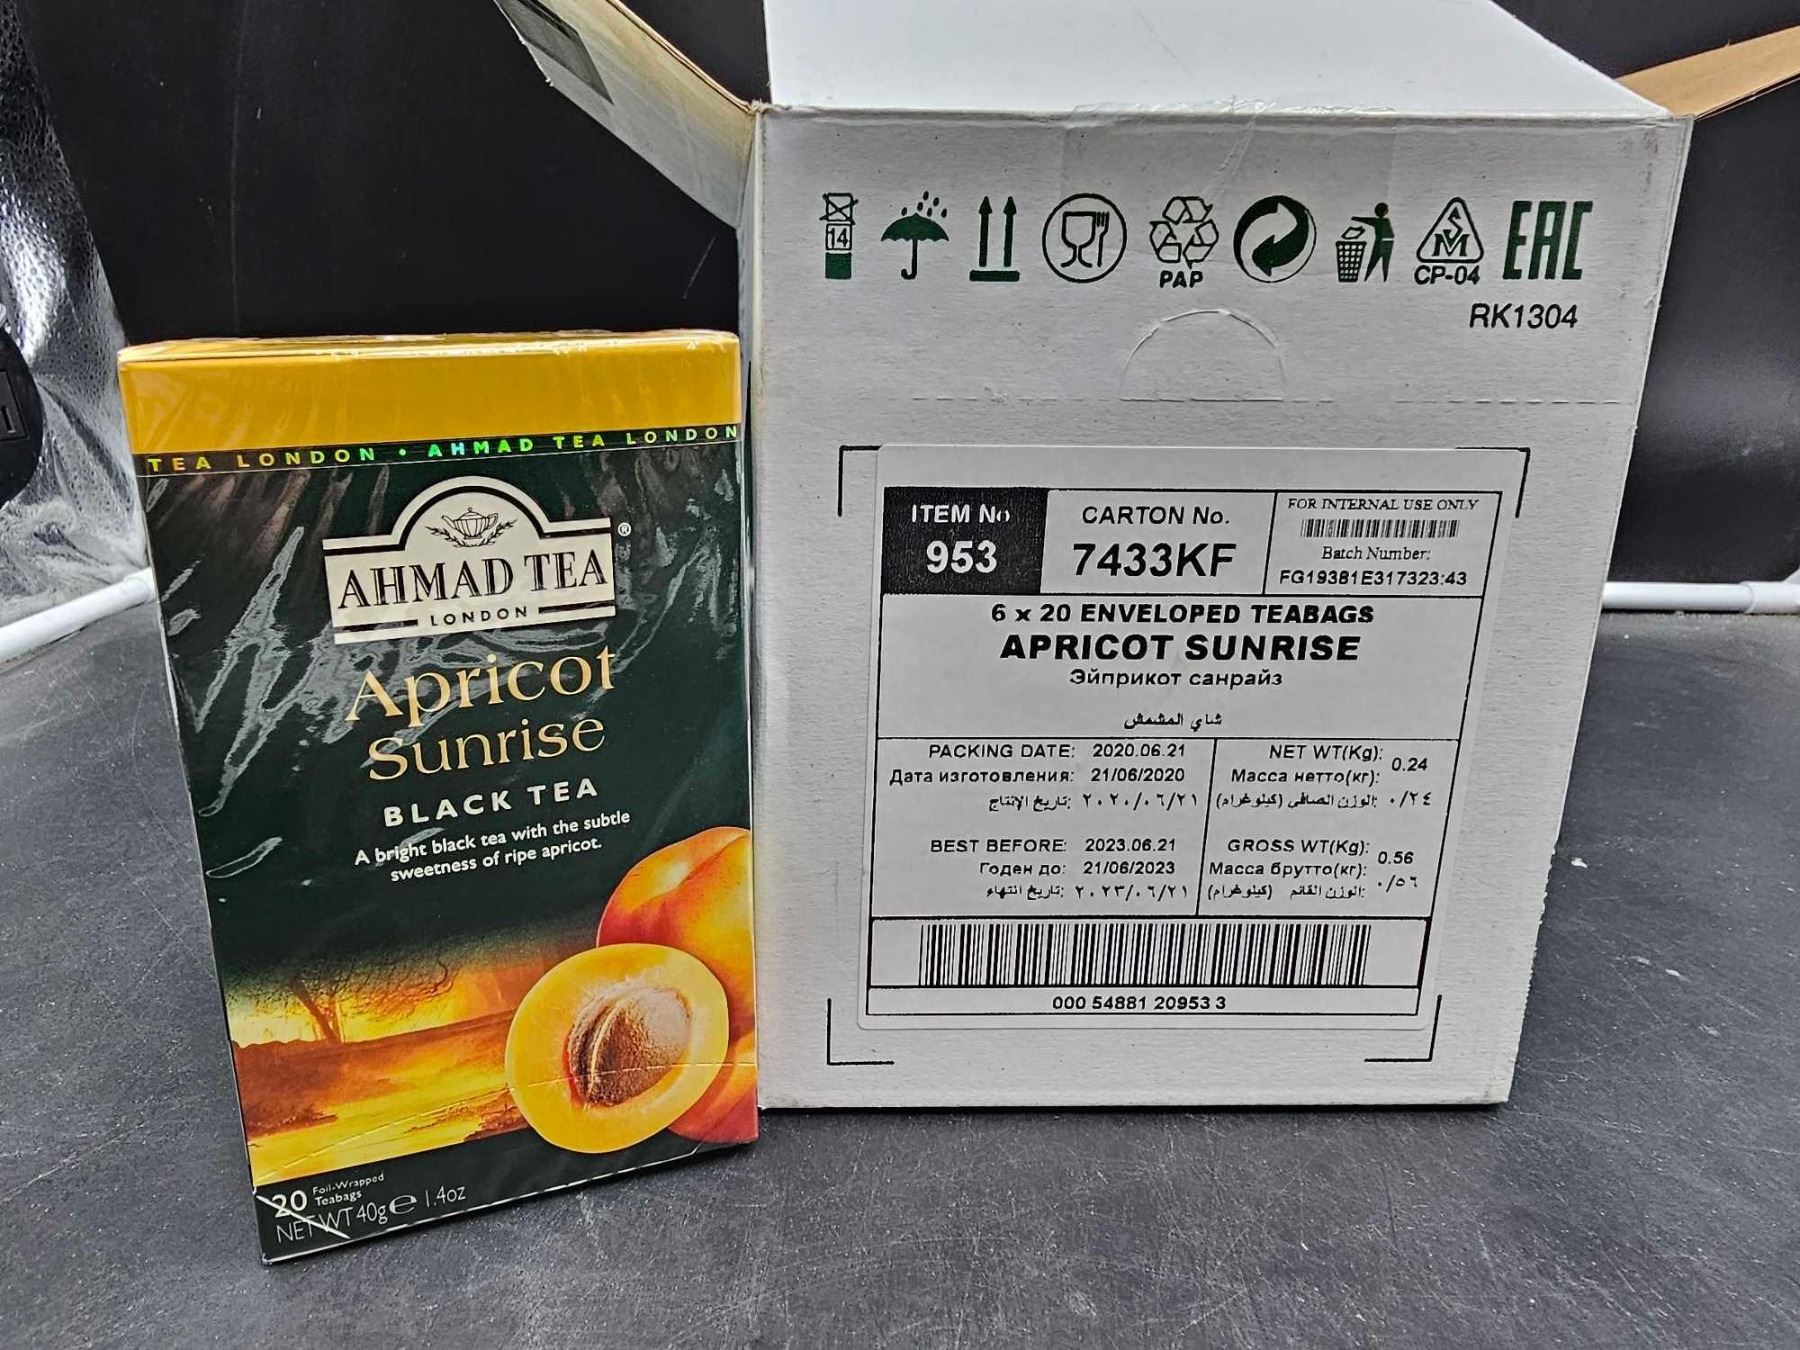 TEA LONDON • AHMAD TEA LONDON
AHMAD TEA®
LONDON
Apricot
Sunrise
BLACK TEA
A bright black tea with the subtle
sweetness of ripe apricot.
20 Foil-Wrapped
Teabags
NET WT 40g e 1.4oz
14
PAP
CP-04
EAC
RK1304
ITEM No
953
CARTON No.
7433KF
FOR INTERNAL USE ONLY
Batch Number:
FG19381E317323:43
6 x 20 ENVELOPED TEABAGS
APRICOT SUNRISE
Эйприкот санрайз
شاي المشمش
PACKING DATE: 2020.06.21
Дата изготовления: 21/06/2020
تاريخ الإنتاج: ٢٠٢٠/٠٦/٢١
NET WT(Kg): 0.24
Масса нетто(кг):
الوزن الصافي (كيلوغرام): ٠/٢٤
BEST BEFORE: 2023.06.21
Годен до: 21/06/2023
تاريخ انتهاء: ٢٠٢٣/٠٦/٢١
GROSS WT(Kg): 0.56
Масса брутто(кг):
الوزن القائم (كيلوغرام): ٠/٥٦
000 54881 20953 3